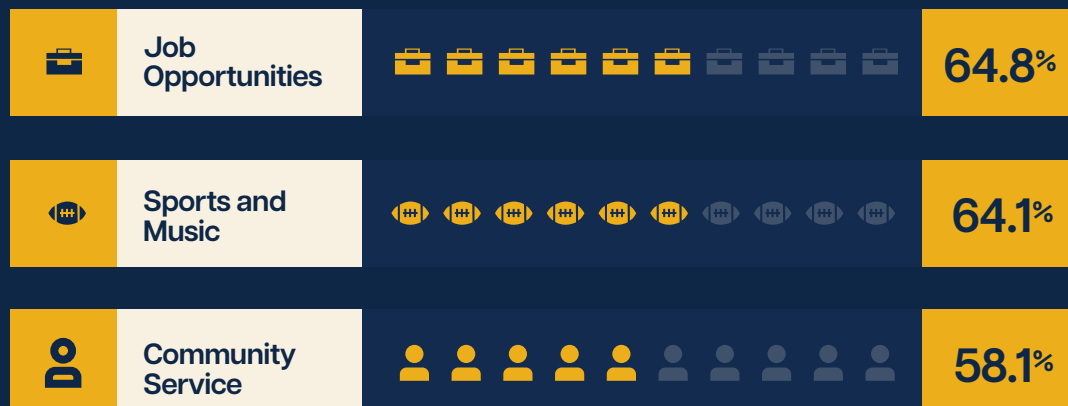 Job
Opportunities
64.8%
Sports and
Music
64.1%
Community
Service
58.1%